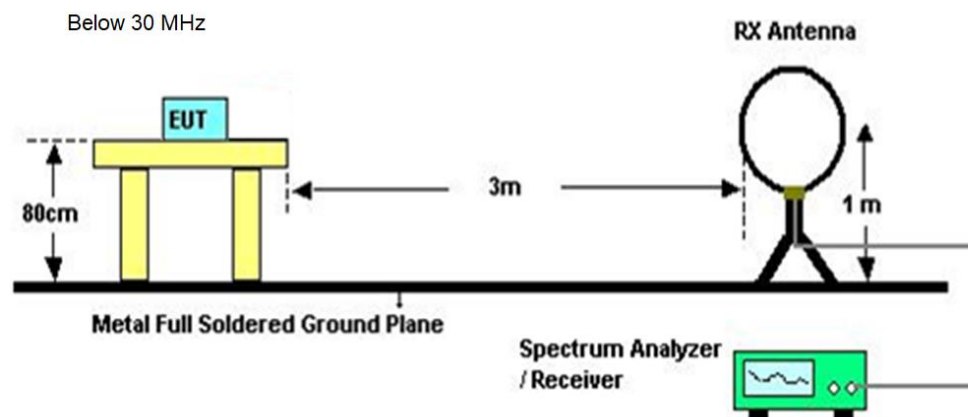 Below 30 MHz
RX Antenna
EUT
80cm
3m
1 m
Metal Full Soldered Ground Plane
Spectrum Analyzer
/ Receiver